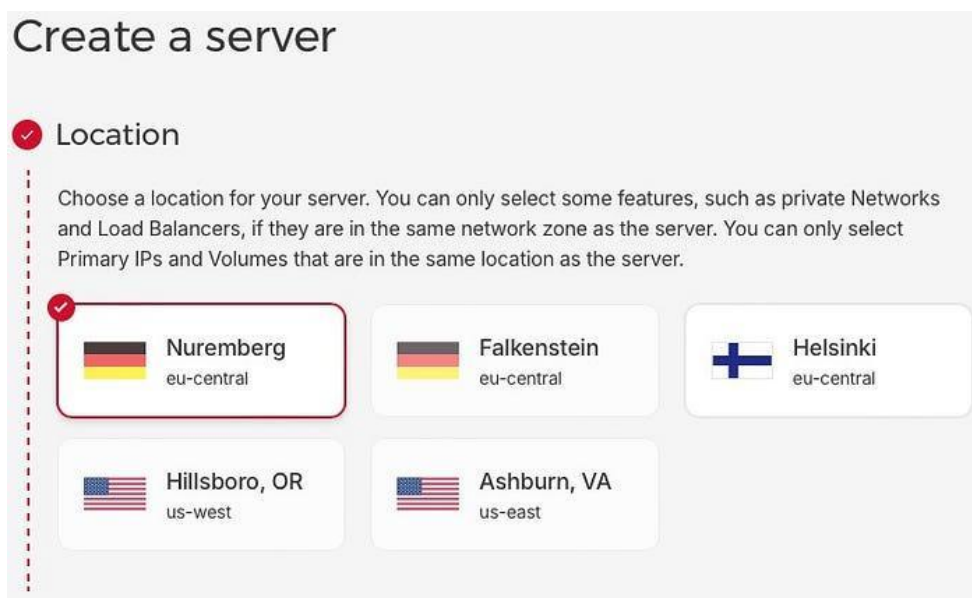 Create a server
Location
Choose a location for your server. You can only select some features, such as private Networks
and Load Balancers, if they are in the same network zone as the server. You can only select
Primary IPs and Volumes that are in the same location as the server.
Nuremberg
eu-central
Falkenstein
eu-central
Helsinki
eu-central
Hillsboro, OR
us-west
Ashburn, VA
us-east